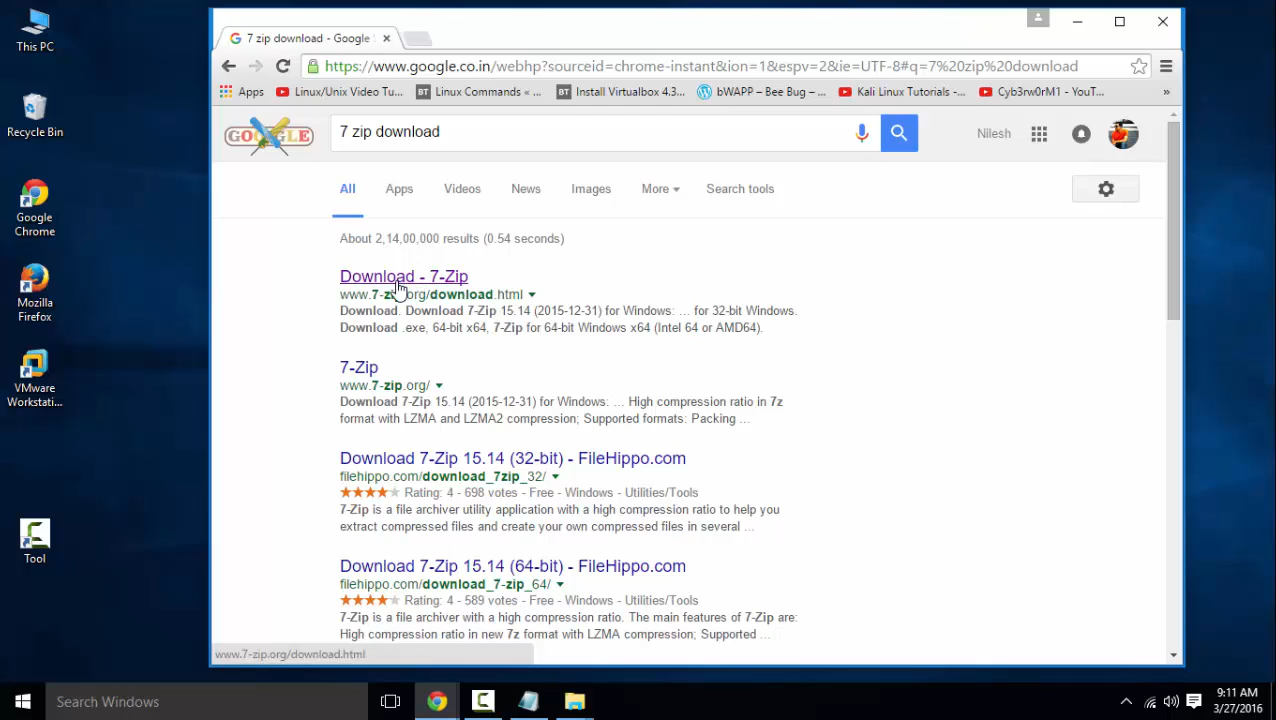 This PC
Recycle Bin
Google
Chrome
Mozilla
Firefox
VMware
Workstati...
Tool
7 zip download - Google
https://www.google.co.in/webhp?sourceid=chrome-instant&ion=1&espv=2&ie=UTF-8#q=7%20zip%20download
Apps Linux/Unix Video Tu... BT Linux Commands « ... BT Install Virtualbox 4.3... bWAPP – Bee Bug – ... Kali Linux Tutorials -... Cyb3rw0rM1 - YouT... »
GOOGLE 7 zip download Nilesh
All Apps Videos News Images More Search tools
About 2,14,00,000 results (0.54 seconds)
Download - 7-Zip
www.7-zip.org/download.html
Download. Download 7-Zip 15.14 (2015-12-31) for Windows: ... for 32-bit Windows.
Download .exe, 64-bit x64, 7-Zip for 64-bit Windows x64 (Intel 64 or AMD64).
7-Zip
www.7-zip.org/
Download 7-Zip 15.14 (2015-12-31) for Windows: ... High compression ratio in 7z
format with LZMA and LZMA2 compression; Supported formats: Packing ...
Download 7-Zip 15.14 (32-bit) - FileHippo.com
filehippo.com/download_7zip_32/
Rating: 4 - 698 votes - Free - Windows - Utilities/Tools
7-Zip is a file archiver utility application with a high compression ratio to help you
extract compressed files and create your own compressed files in several ...
Download 7-Zip 15.14 (64-bit) - FileHippo.com
filehippo.com/download_7-zip_64/
Rating: 4 - 589 votes - Free - Windows - Utilities/Tools
7-Zip is a file archiver with a high compression ratio. The main features of 7-Zip are:
High compression ratio in new 7z format with LZMA compression; Supported ...
www.7-zip.org/download.html
Search Windows
9:11 AM
3/27/2016